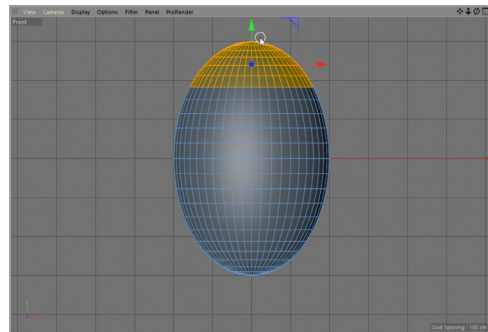 View Cameras Display Options Filter Panel ProRender
Front
Y
Grid Spacing : 100 cm